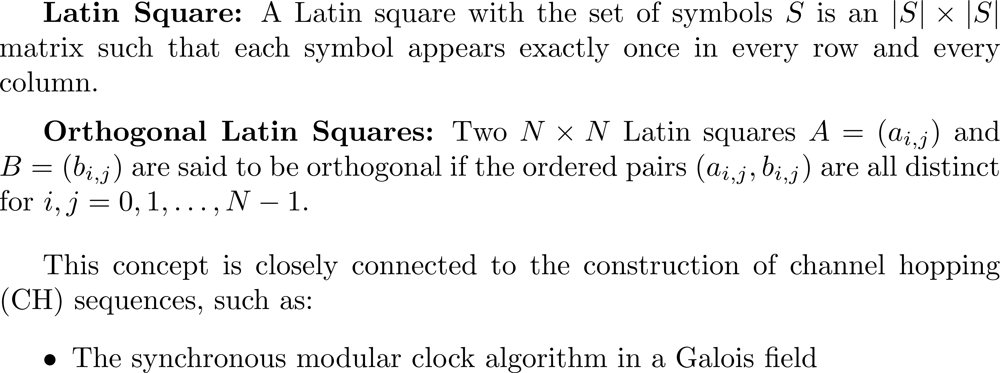 Latin Square: A Latin square with the set of symbols S is an |S| × |S|
matrix such that each symbol appears exactly once in every row and every
column.
Orthogonal Latin Squares: Two N × N Latin squares A = (a_{i,j}) and
B = (b_{i,j}) are said to be orthogonal if the ordered pairs (a_{i,j}, b_{i,j}) are all distinct
for i, j = 0, 1, . . . , N − 1.
This concept is closely connected to the construction of channel hopping
(CH) sequences, such as:
• The synchronous modular clock algorithm in a Galois field